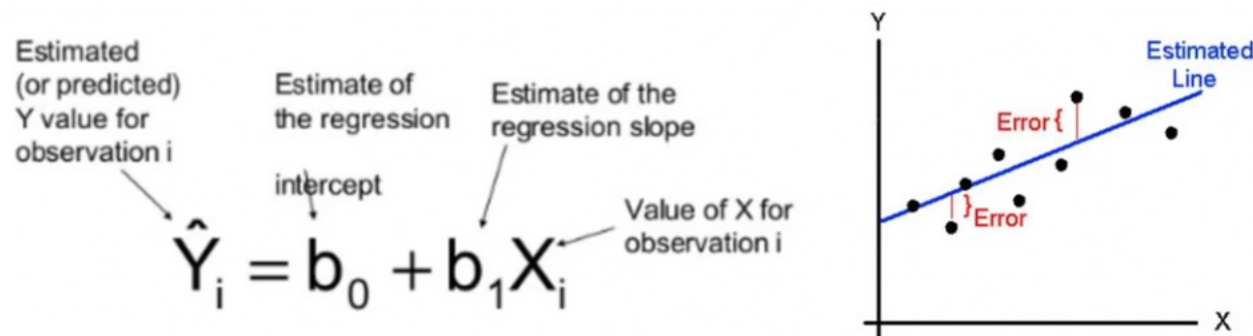 Estimated
(or predicted)
Y value for
observation i
Estimate of
the regression
intercept
Estimate of the
regression slope
Value of X for
observation i
Ŷi = b0 + b1Xi
Y
Estimated
Line
Error {
} Error
X